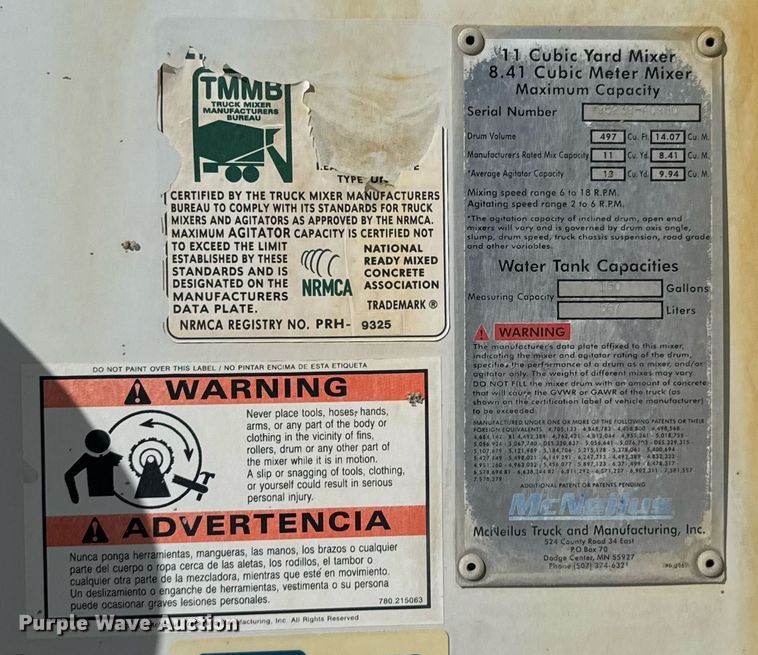 TMMB
TRUCK MIXER
MANUFACTURERS
BUREAU
TYPE
CERTIFIED BY THE TRUCK MIXER MANUFACTURERS
BUREAU TO COMPLY WITH ITS STANDARDS FOR TRUCK
MIXERS AND AGITATORS AS APPROVED BY THE NRMCA.
MAXIMUM AGITATOR CAPACITY IS CERTIFIED NOT
TO EXCEED THE LIMIT
ESTABLISHED BY THESE
STANDARDS AND IS
DESIGNATED ON THE
MANUFACTURERS
DATA PLATE.
NRMCA
NATIONAL
READY MIXED
CONCRETE
ASSOCIATION
TRADEMARK ®
NRMCA REGISTRY NO. PRH- 9325
DO NOT PAINT OVER THIS LABEL / NO PINTAR ENCIMA DE ESTA ETIQUETA
WARNING
Never place tools, hoses, hands,
arms, or any part of the body or
clothing in the vicinity of fins,
rollers, drum or any other part of
the mixer while it is in motion.
A slip or snagging of tools, clothing,
or yourself could result in serious
personal injury.
ADVERTENCIA
Nunca ponga herramientas, mangueras, las manos, los brazos o cualquier
parte del cuerpo o ropa cerca de las aletas, los rodillos, el tambor o
cualquier otra parte de la mezcladora, mientras que esté en movimiento.
Un deslizamiento o enganche de herramientas, vestimenta o su persona
puede ocasionar graves lesiones personales.
780.215063
facturing, Inc. All Rights Reserved
Purple Wave Auction
11 Cubic Yard Mixer
8.41 Cubic Meter Mixer
Maximum Capacity
Serial Number
Drum Volume 497 Cu. Ft. 14.07 Cu. M.
Manufacturer's Rated Mix Capacity 11 Cu. Yd. 8.41 Cu. M.
*Average Agitator Capacity 13 Cu. Yd. 9.94 Cu. M.
Mixing speed range 6 to 18 R.P.M.
Agitating speed range 2 to 6 R.P.M.
*The agitation capacity of inclined drum, open end
mixers will vary and is governed by drum axis angle,
slump, drum speed, truck chassis suspension, road grade
and other variables.
Water Tank Capacities
Measuring Capacity Gallons
Liters
WARNING
The manufacturer's data plate affixed to this mixer,
indicating the mixer and agitator rating of the drum,
specifies the performance of a drum as a mixer, and/or
agitator only. The weight of different mixes may vary.
DO NOT FILL the mixer drum with an amount of concrete
that will cause the GVWR or GAWR of the truck (as
shown on the certification label of vehicle manufacturer)
to be exceeded.
MANUFACTURED UNDER ONE OR MORE OF THE FOLLOWING PATENTS OR THEIR
FOREIGN EQUIVALENTS.
ADDITIONAL PATENT OR PATENTS PENDING
McNeilus
McNeilus Truck and Manufacturing, Inc.
524 County Road 34 East
P.O. Box 70
Dodge Center, MN 55927
Phone (507) 374-6321